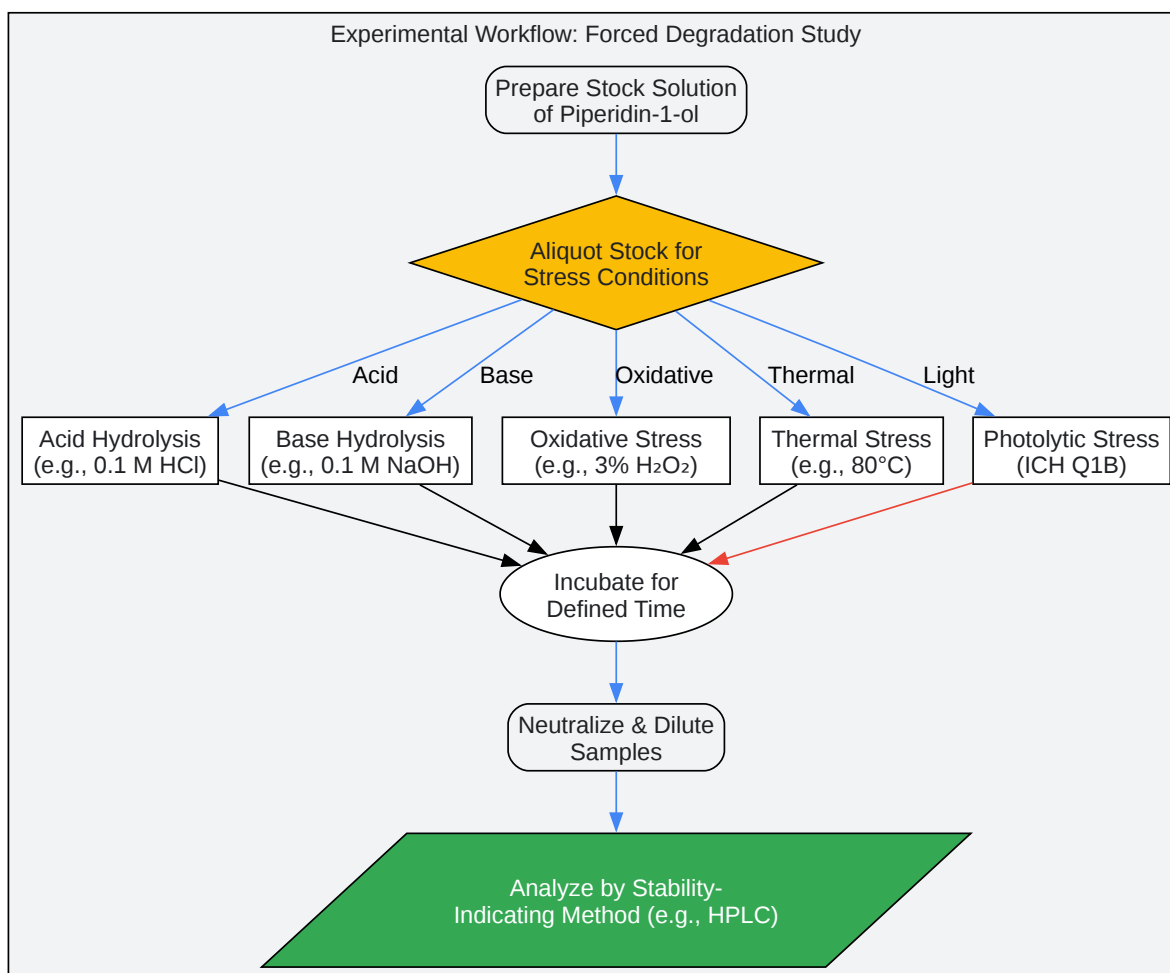 Experimental Workflow: Forced Degradation Study
Prepare Stock Solution
of Piperidin-1-ol
Aliquot Stock for
Stress Conditions
Acid
Base
Oxidative
Thermal
Light
Acid Hydrolysis
(e.g., 0.1 M HCl)
Base Hydrolysis
(e.g., 0.1 M NaOH)
Oxidative Stress
(e.g., 3% H₂O₂)
Thermal Stress
(e.g., 80°C)
Photolytic Stress
(ICH Q1B)
Incubate for
Defined Time
Neutralize & Dilute
Samples
Analyze by Stability-
Indicating Method (e.g., HPLC)